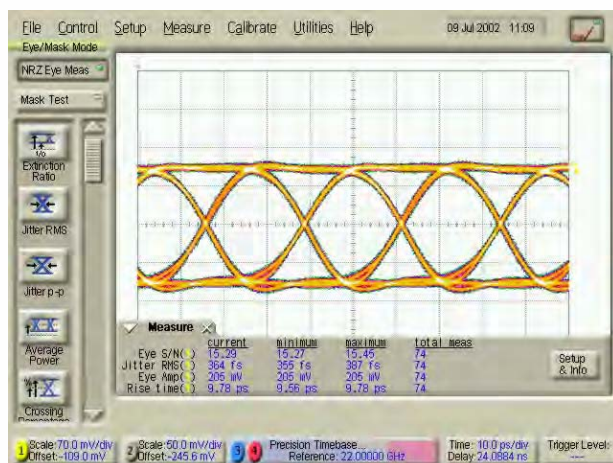 File Control Setup Measure Calibrate Utilities Help 09 Jul 2002 11:09
Eye/Mask Mode
NRZ Eye Meas
Mask Test
Extinction
Ratio
Jitter RMS
Jitter p-p
Average
Power
Crossing
Measure
current minimum maximum total meas
Eye S/N( ) 15.29 15.27 15.45 74
Jitter RMS( ) 364 fs 355 fs 387 fs 74
Eye Amp( ) 205 mV 205 mV 205 mV 74
Rise time( ) 9.78 ps 9.56 ps 9.78 ps 74
Setup
& Info
1 Scale:70.0 mV/div
Offset:-109.0 mV
2 Scale:50.0 mV/div
Offset:-245.6 mV
3 4
Precision Timebase...
Reference: 22.00000 GHz
Time: 10.0 ps/div
Delay:24.0884 ns
Trigger Level: